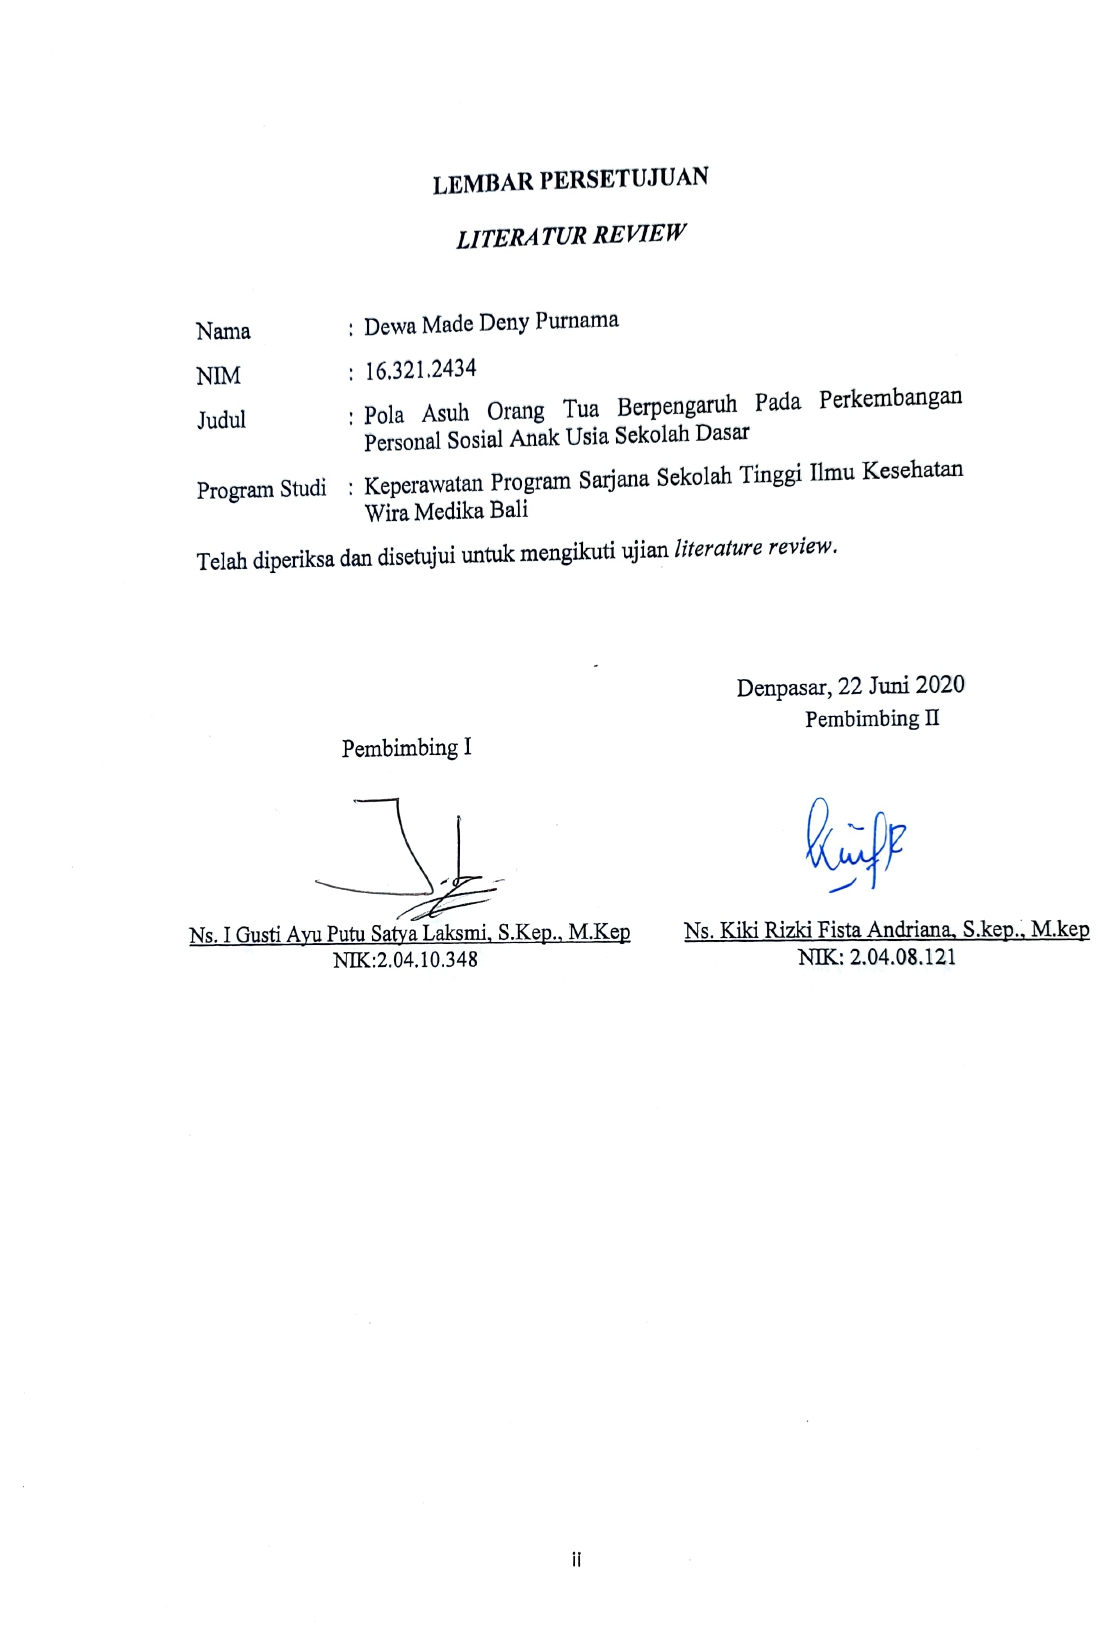 LEMBAR PERSETUJUAN
LITERATUR REVIEW
Nama : Dewa Made Deny Purnama
NIM : 16.321.2434
Judul : Pola Asuh Orang Tua Berpengaruh Pada Perkembangan
Personal Sosial Anak Usia Sekolah Dasar
Program Studi : Keperawatan Program Sarjana Sekolah Tinggi Ilmu Kesehatan
Wira Medika Bali
Telah diperiksa dan disetujui untuk mengikuti ujian literature review.
Denpasar, 22 Juni 2020
Pembimbing II
Pembimbing I
Ns. I Gusti Ayu Putu Satya Laksmi, S.Kep., M.Kep
NIK:2.04.10.348
Ns. Kiki Rizki Fista Andriana, S.kep., M.kep
NIK: 2.04.08.121
ii